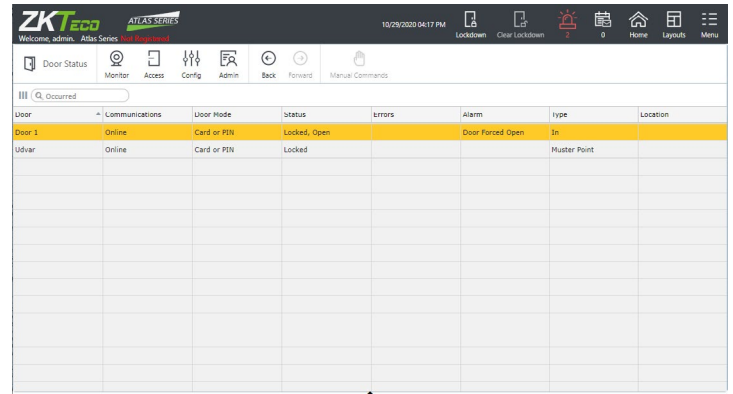 ZKTeco ATLAS SERIES
10/29/2020 04:17 PM
Lockdown Clear Lockdown 2 0 Home Layouts Menu
Welcome, admin. Atlas Series Not Registered
Door Status Monitor Access Config Admin Back Forward Manual Commands
Occurred
Door Communications Door Mode Status Errors Alarm Type Location
Door 1 Online Card or PIN Locked, Open Door Forced Open In
Udvar Online Card or PIN Locked Muster Point